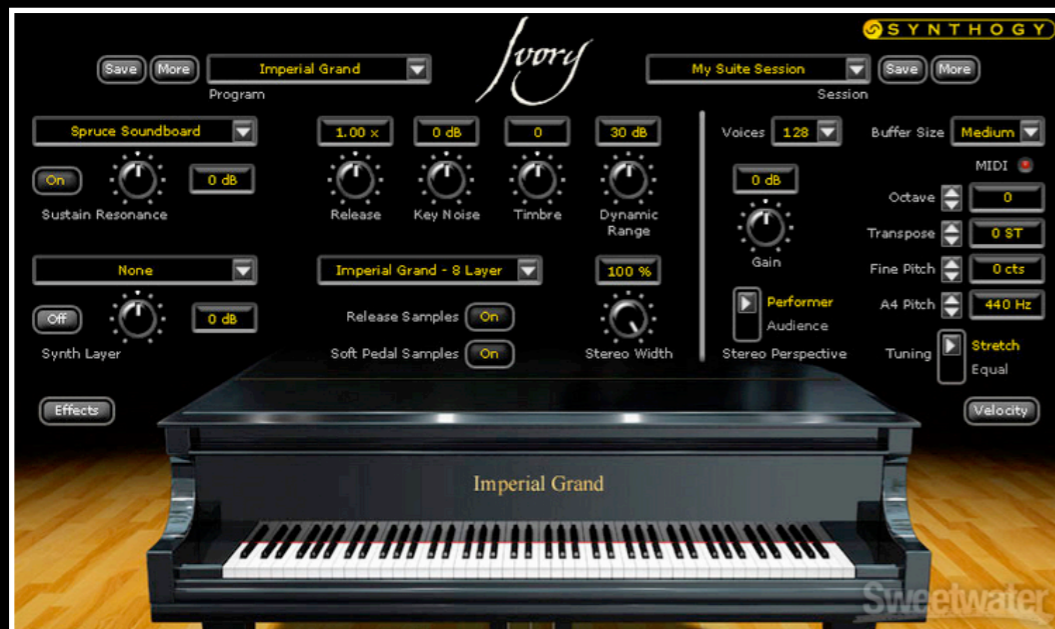 Ivory
SYNTHOGY
Save More Imperial Grand
Program
My Suite Session Save More
Session
Spruce Soundboard
On 0 dB
Sustain Resonance
1.00 x 0 dB 0 30 dB
Release Key Noise Timbre Dynamic
Range
None
Off 0 dB
Synth Layer
Imperial Grand - 8 Layer 100 %
Release Samples On
Soft Pedal Samples On
Stereo Width
Voices 128
0 dB
Gain
Performer
Audience
Stereo Perspective
Buffer Size Medium
MIDI
Octave 0
Transpose 0 ST
Fine Pitch 0 cts
A4 Pitch 440 Hz
Tuning Stretch
Equal
Effects
Velocity
Imperial Grand
Sweetwater